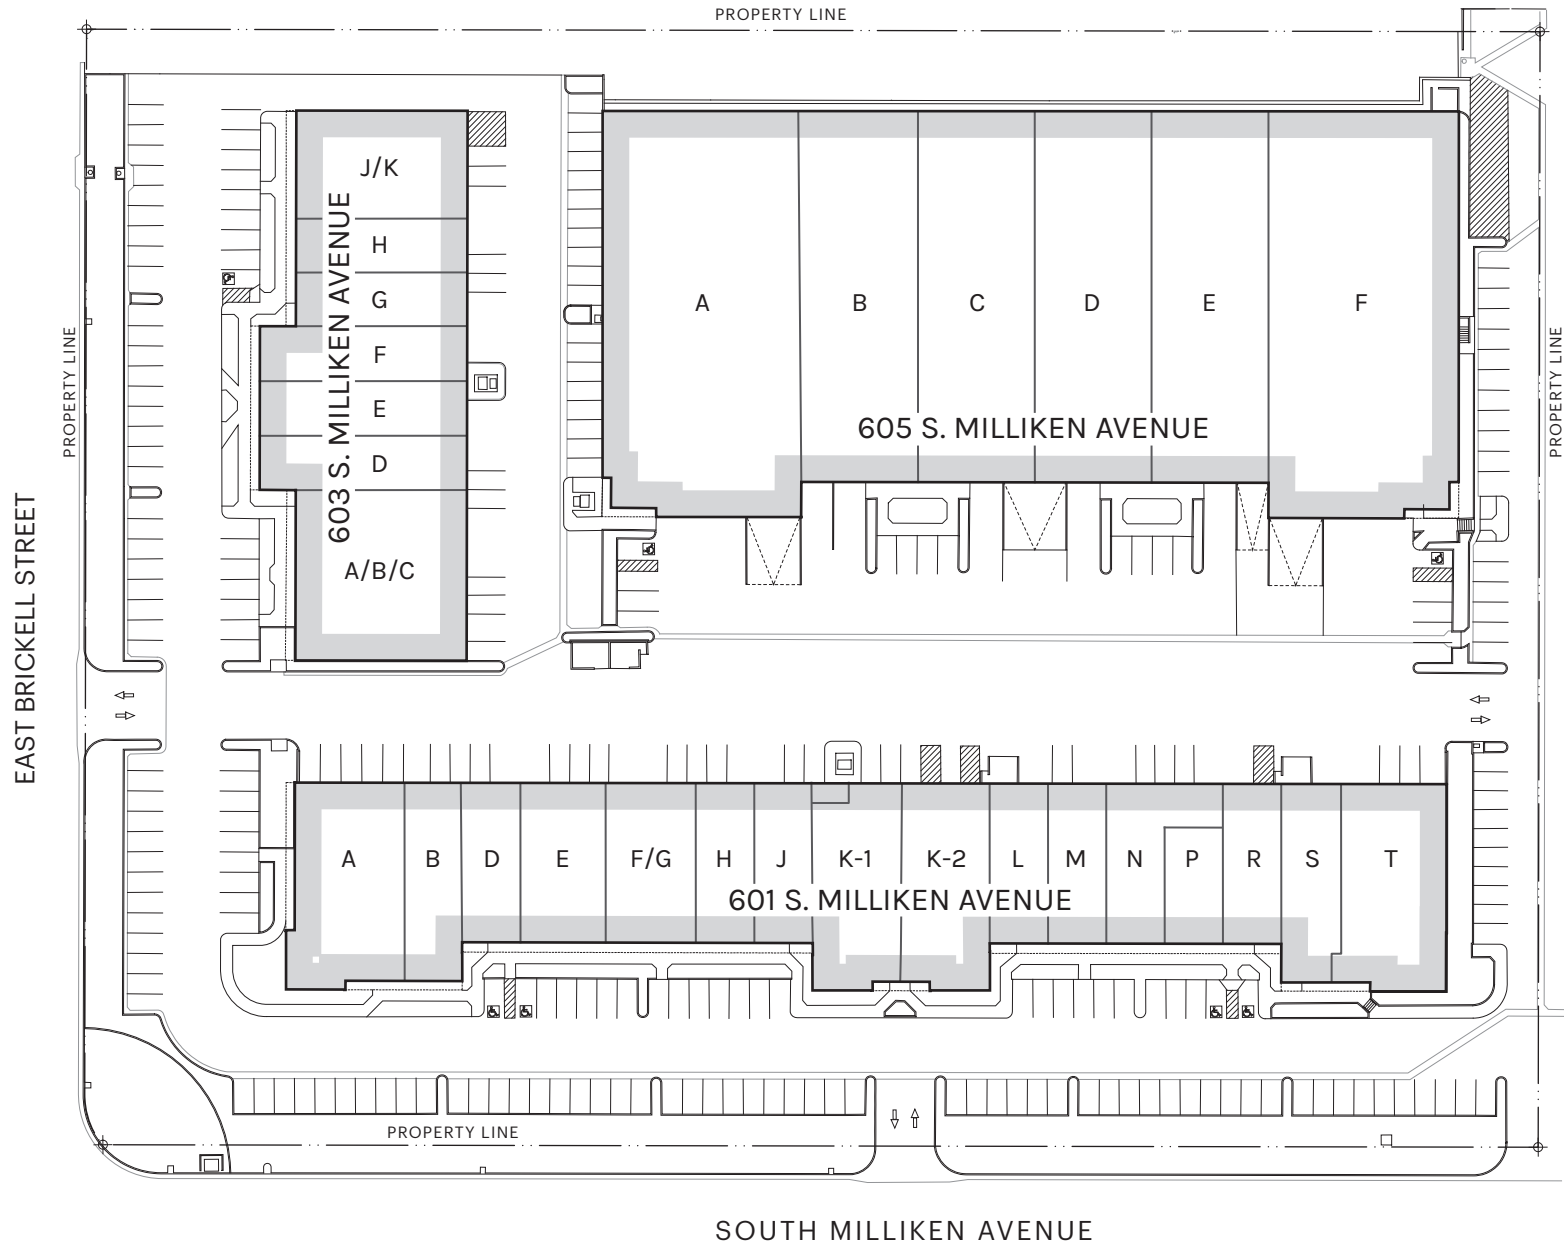 PROPERTY LINE
J/K
H
G
F
E
D
A/B/C
603 S. MILLIKEN AVENUE
A
B
C
D
E
F
605 S. MILLIKEN AVENUE
PROPERTY LINE
PROPERTY LINE
EAST BRICKELL STREET
A
B
D
E
F/G
H
J
K-1
K-2
L
M
N
P
R
S
T
601 S. MILLIKEN AVENUE
PROPERTY LINE
SOUTH MILLIKEN AVENUE